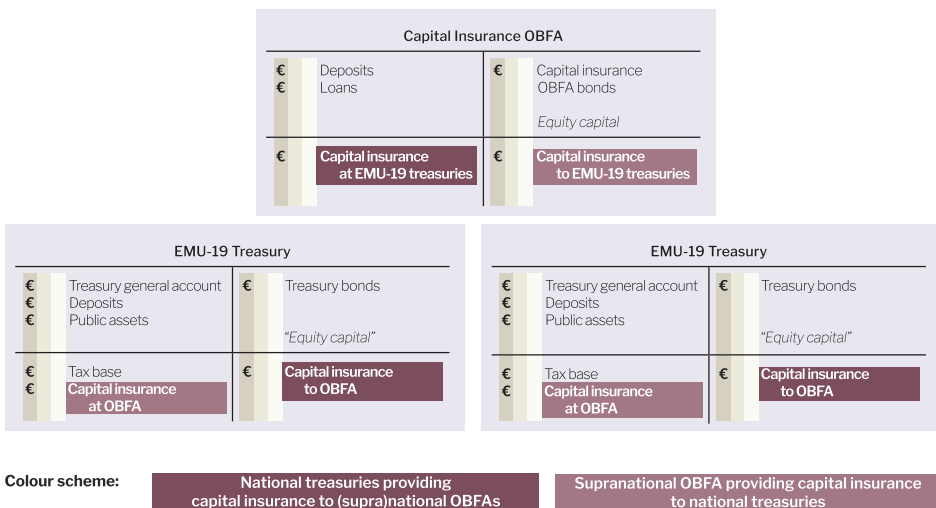 Capital Insurance OBFA
€ Deposits
€ Loans
€ Capital insurance
OBFA bonds
Equity capital
€ Capital insurance
at EMU-19 treasuries
€ Capital insurance
to EMU-19 treasuries
EMU-19 Treasury
€ Treasury general account
€ Deposits
€ Public assets
€ Treasury bonds
“Equity capital”
€ Tax base
€ Capital insurance
at OBFA
€ Capital insurance
to OBFA
EMU-19 Treasury
€ Treasury general account
€ Deposits
€ Public assets
€ Treasury bonds
“Equity capital”
€ Tax base
€ Capital insurance
at OBFA
€ Capital insurance
to OBFA
Colour scheme:
National treasuries providing
capital insurance to (supra)national OBFAs
Supranational OBFA providing capital insurance
to national treasuries